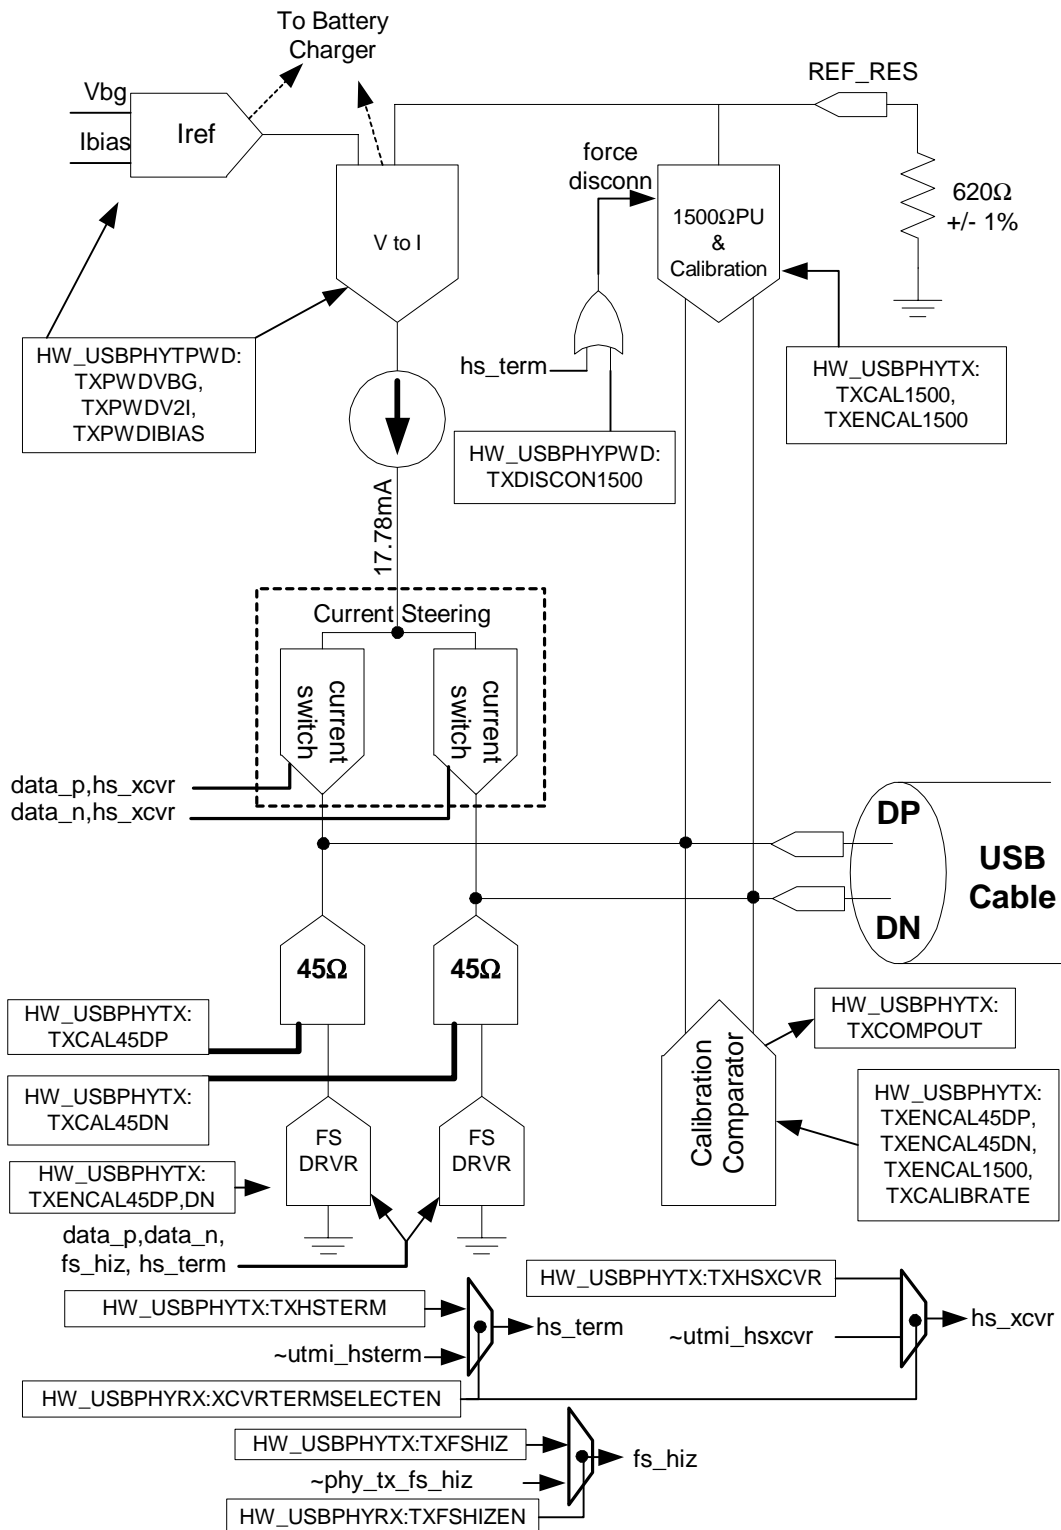 To Battery
Charger
REF_RES
Vbg
Ibias
Iref
force
disconn
620Ω
+/- 1%
1500ΩPU
&
Calibration
V to I
HW_USBPHYTPWD:
TXPWDVBG,
TXPWDV2I,
TXPWDIBIAS
hs_term
HW_USBPHYTX:
TXCAL1500,
TXENCAL1500
HW_USBPHYPWD:
TXDISCON1500
17.78mA
Current Steering
current
switch
current
switch
data_p,hs_xcvr
data_n,hs_xcvr
DP
USB
Cable
DN
45Ω
45Ω
HW_USBPHYTX:
TXCAL45DP
HW_USBPHYTX:
TXCOMPOUT
Calibration
Comparator
HW_USBPHYTX:
TXCAL45DN
HW_USBPHYTX:
TXENCAL45DP,
TXENCAL45DN,
TXENCAL1500,
TXCALIBRATE
FS
DRVR
FS
DRVR
HW_USBPHYTX:
TXENCAL45DP,DN
data_p,data_n,
fs_hiz, hs_term
HW_USBPHYTX:TXHSXCVR
HW_USBPHYTX:TXHSTERM
hs_term
hs_xcvr
~utmi_hsterm
~utmi_hsxcvr
HW_USBPHYRX:XCVRTERMSELECTEN
HW_USBPHYTX:TXFSHIZ
fs_hiz
~phy_tx_fs_hiz
HW_USBPHYRX:TXFSHIZEN